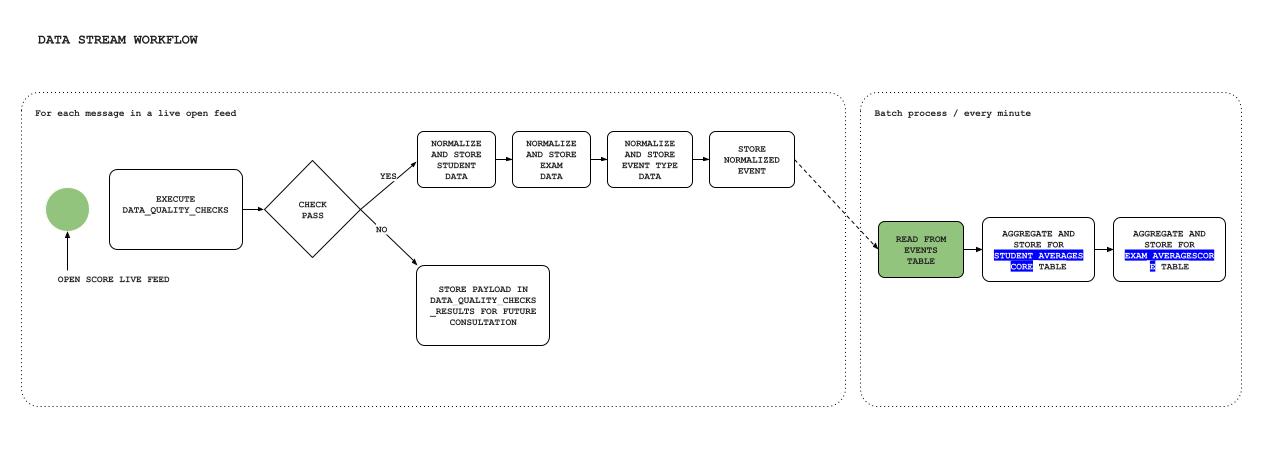 DATA STREAM WORKFLOW
For each message in a live open feed
Batch process / every minute
EXECUTE
DATA_QUALITY_CHECKS
OPEN SCORE LIVE FEED
CHECK
PASS
YES
NO
NORMALIZE
AND STORE
STUDENT
DATA
NORMALIZE
AND STORE
EXAM
DATA
NORMALIZE
AND STORE
EVENT TYPE
DATA
STORE
NORMALIZED
EVENT
STORE PAYLOAD IN
DATA_QUALITY_CHECKS
_RESULTS FOR FUTURE
CONSULTATION
READ FROM
EVENTS
TABLE
AGGREGATE AND
STORE FOR
STUDENT_AVERAGES
CORE TABLE
AGGREGATE AND
STORE FOR
EXAM_AVERAGESCOR
E TABLE